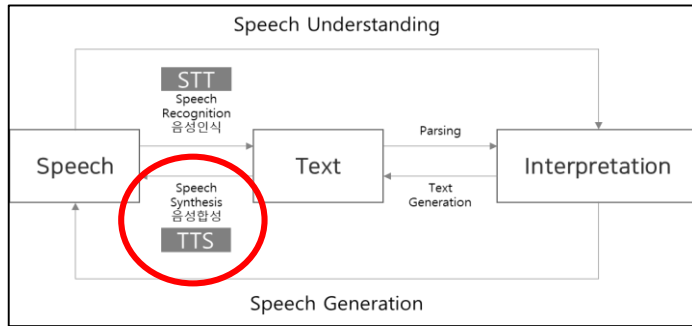 Speech Understanding
STT
Speech
Recognition
음성인식
Parsing
Speech
Text
Interpretation
Speech
Synthesis
음성합성
TTS
Text
Generation
Speech Generation